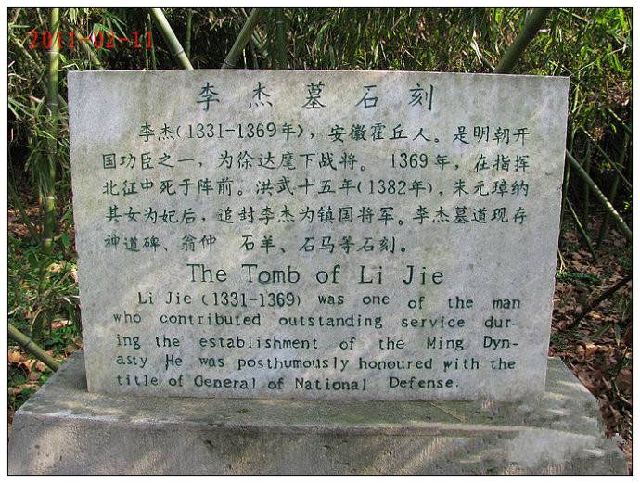 2011-02-11
李杰墓石刻
李杰(1331-1369年)，安徽霍丘人。是明朝开
国功臣之一，为徐达麾下战将。1369年，在指挥
北征中死于阵前。洪武十五年(1382年)，朱元璋纳
其女为妃后，追封李杰为镇国将军。李杰墓道现存
神道碑、翁仲 石羊、石马等石刻。
The Tomb of Li Jie
Li Jie (1331-1369) was one of the man
who contributed outstanding service dur-
ing the establishment of the Ming Dyn-
asty He was posthumously honoured with the
title of General of National Defense.